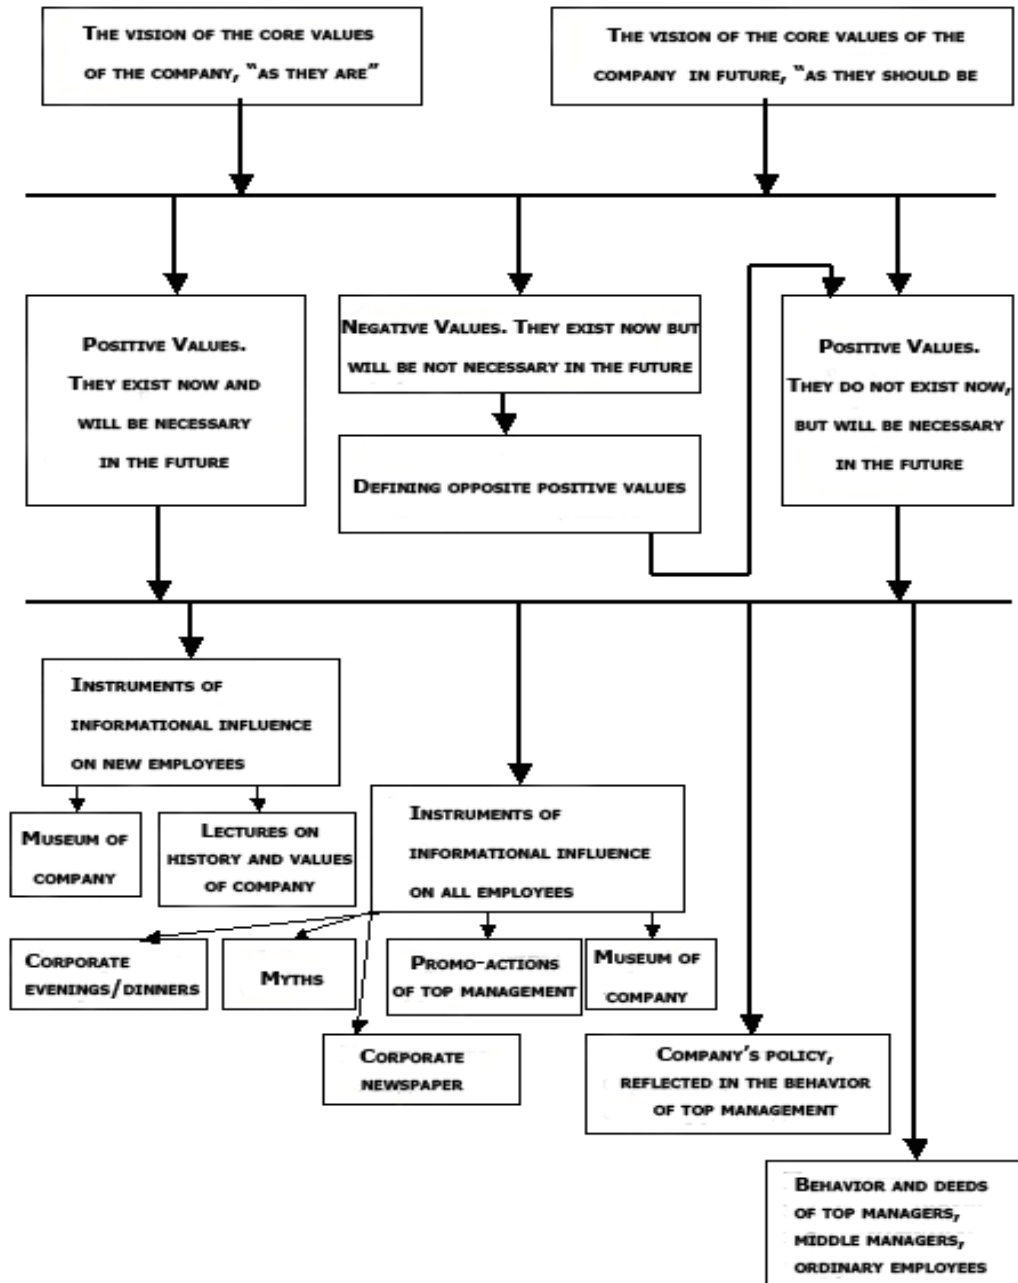 The vision of the core values
of the company, “as they are”
The vision of the core values of the
company in future, “as they should be
Positive Values.
They exist now and
will be necessary
in the future
Negative Values. They exist now but
will be not necessary in the future
Defining opposite positive values
Positive Values.
They do not exist now,
but will be necessary
in the future
Instruments of
informational influence
on new employees
Museum of
company
Lectures on
history and values
of company
Instruments of
informational influence
on all employees
Corporate
evenings/dinners
Myths
Promo-actions
of top management
Museum of
company
Corporate
newspaper
Company’s policy,
reflected in the behavior
of top management
Behavior and deeds
of top managers,
middle managers,
ordinary employees